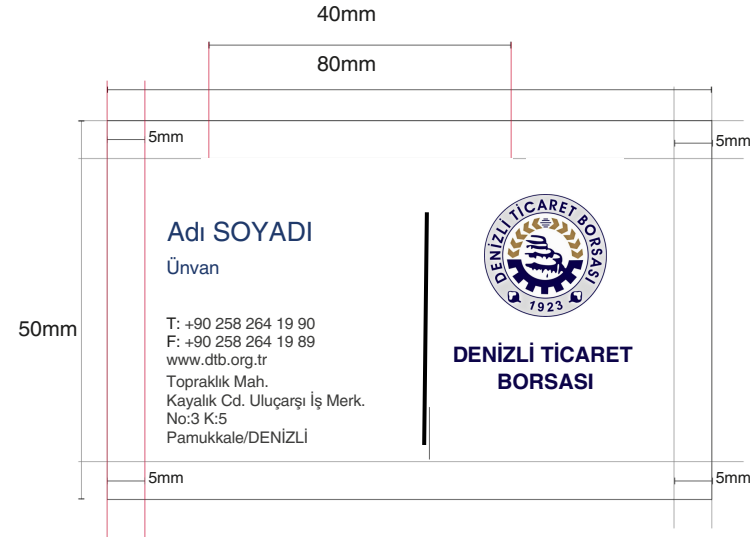 40mm
80mm
5mm
5mm
Adı SOYADI
Ünvan
50mm
T: +90 258 264 19 90
F: +90 258 264 19 89
www.dtb.org.tr
Topraklık Mah.
Kayalık Cd. Uluçarşı İş Merk.
No:3 K:5
Pamukkale/DENİZLİ
DENİZLİ TİCARET BORSASI
1923
DENİZLİ TİCARET
BORSASI
5mm
5mm